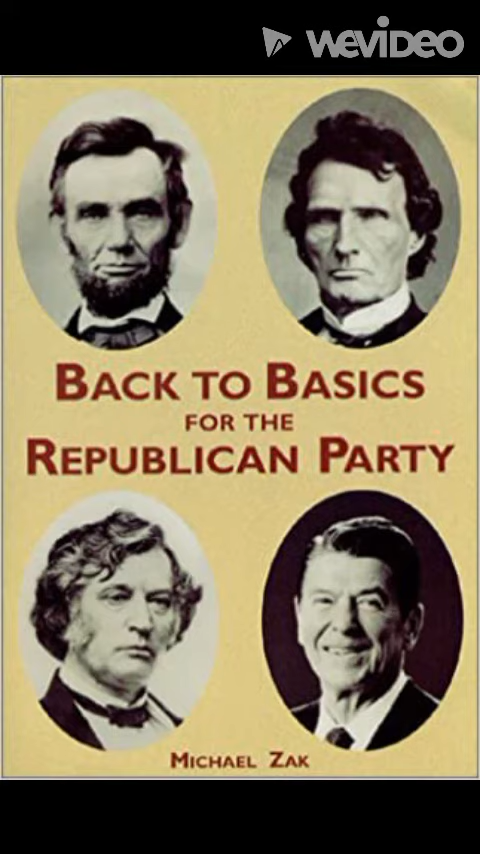 WEVIDEO
BACK TO BASICS
FOR THE
REPUBLICAN PARTY
MICHAEL ZAK